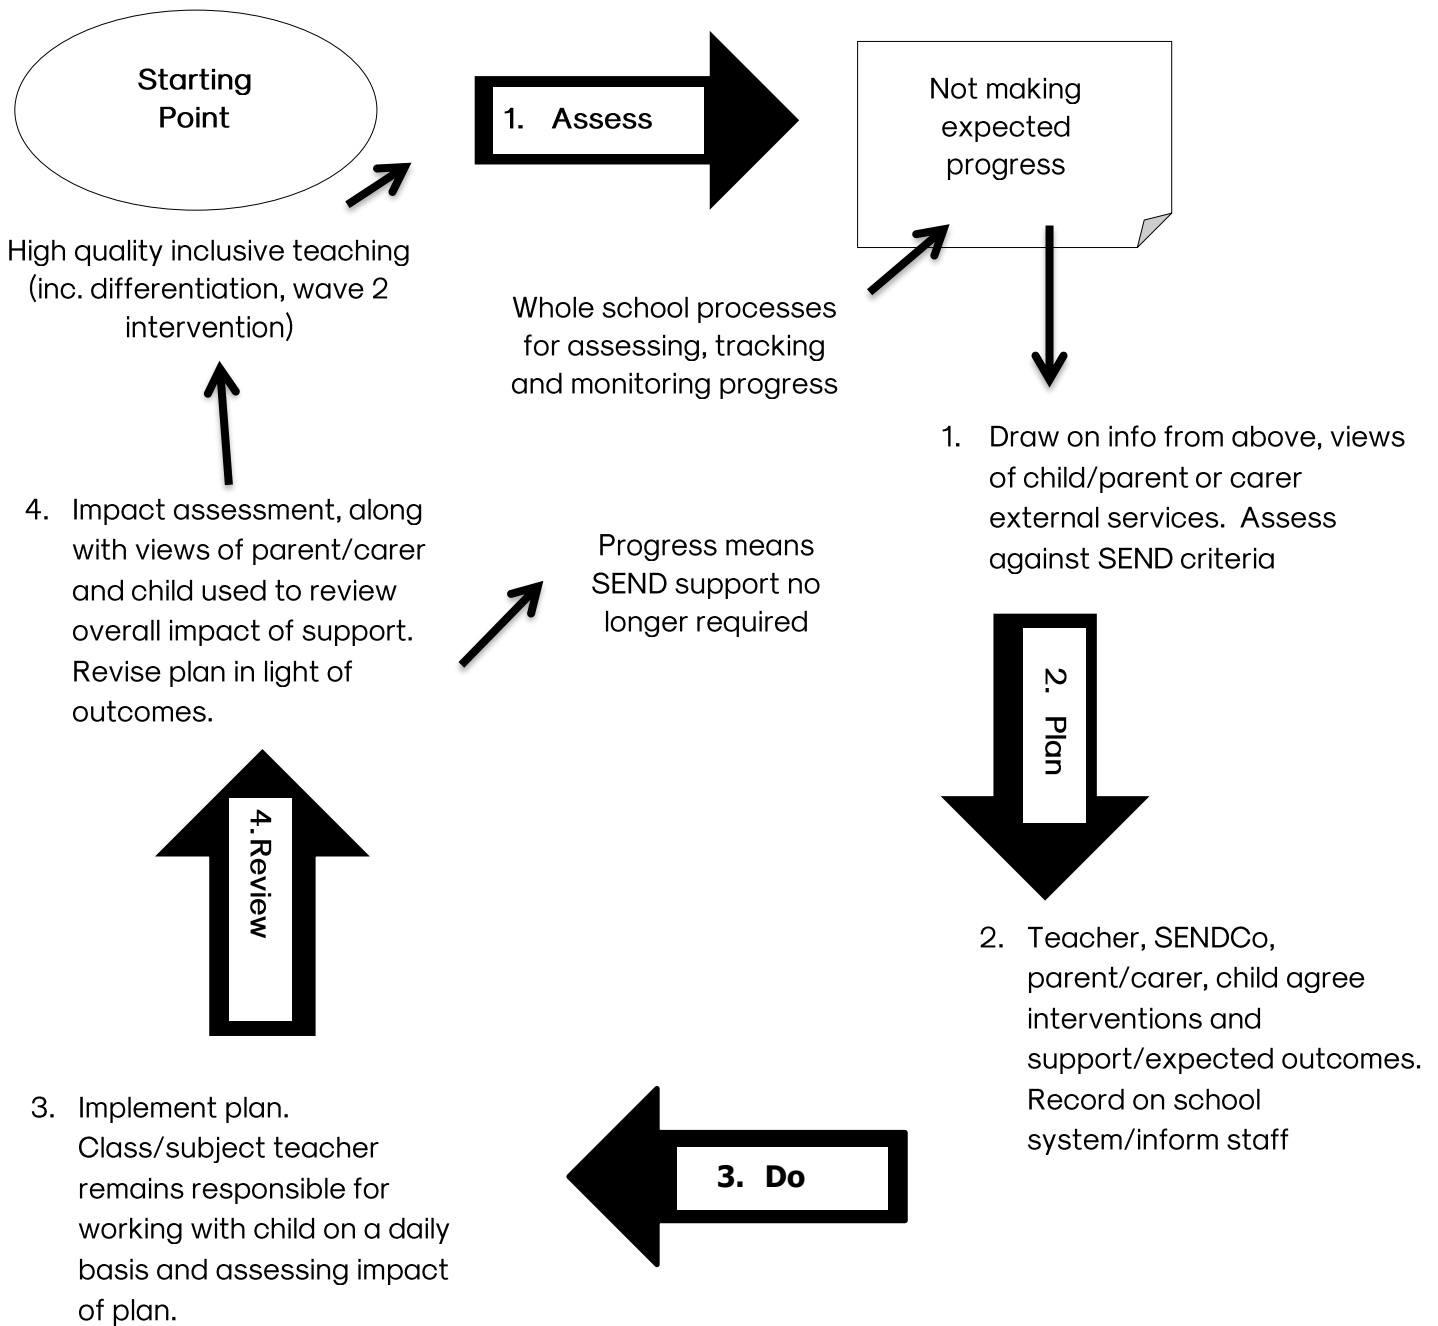 Starting
Point
1. Assess
Not making
expected
progress
High quality inclusive teaching
(inc. differentiation, wave 2
intervention)
Whole school processes
for assessing, tracking
and monitoring progress
1. Draw on info from above, views
of child/parent or carer
external services. Assess
against SEND criteria
2. Plan
2. Teacher, SENDCo,
parent/carer, child agree
interventions and
support/expected outcomes.
Record on school
system/inform staff
3. Do
3. Implement plan.
Class/subject teacher
remains responsible for
working with child on a daily
basis and assessing impact
of plan.
4. Review
4. Impact assessment, along
with views of parent/carer
and child used to review
overall impact of support.
Revise plan in light of
outcomes.
Progress means
SEND support no
longer required